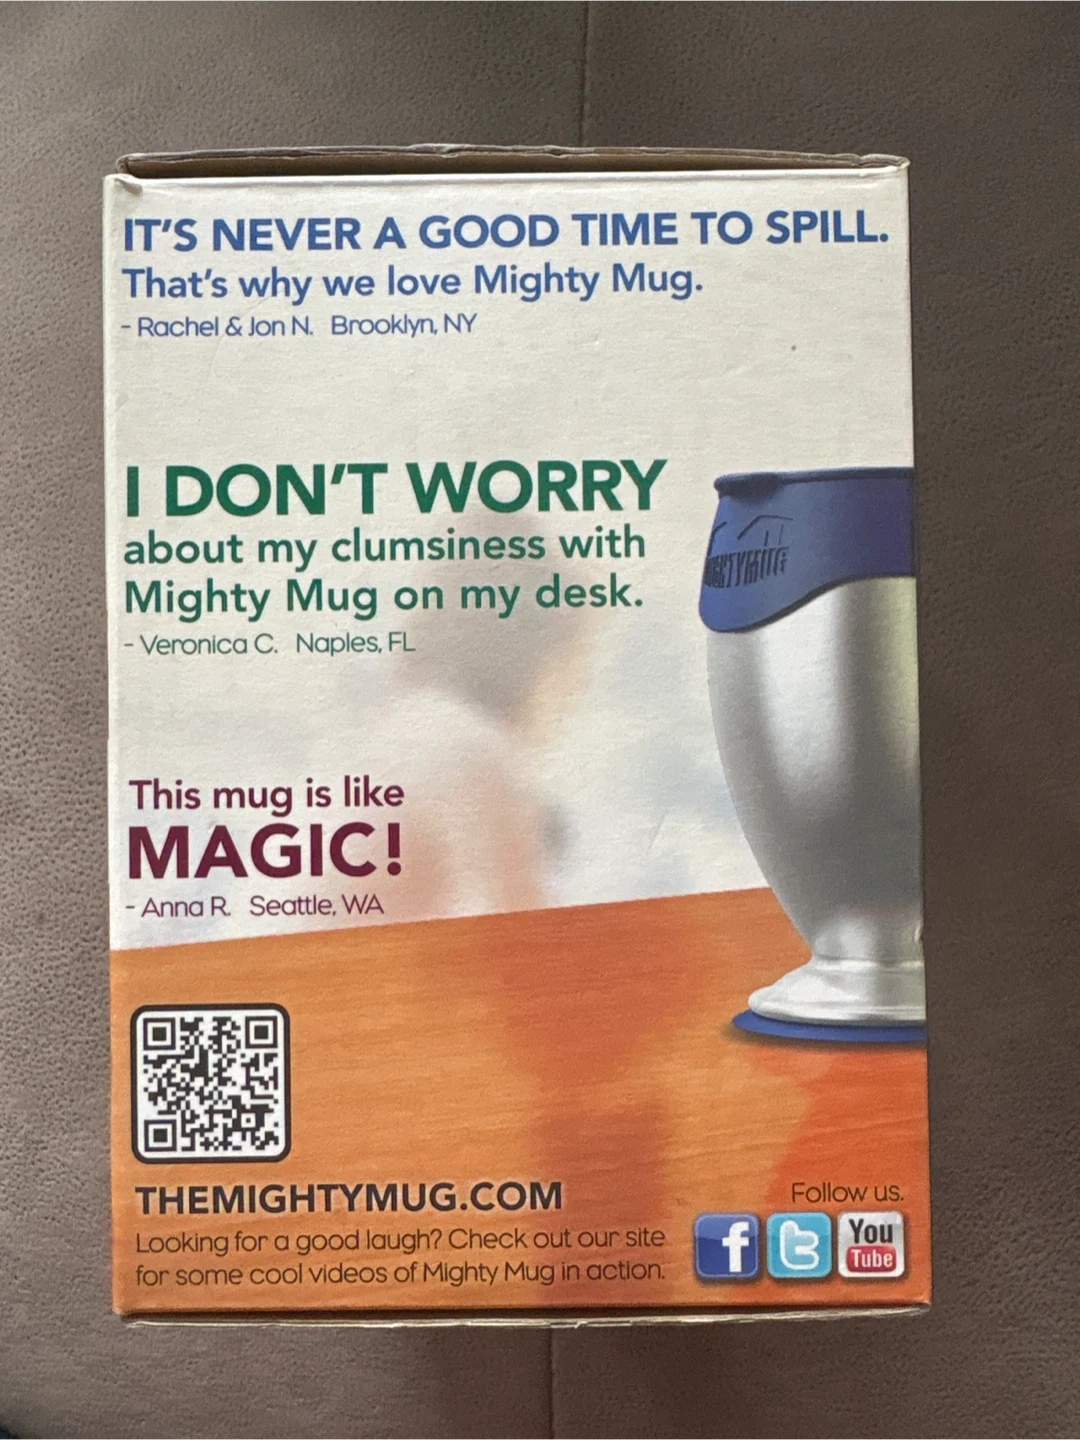 IT'S NEVER A GOOD TIME TO SPILL.
That's why we love Mighty Mug.
- Rachel & Jon N. Brooklyn, NY
I DON'T WORRY
about my clumsiness with
Mighty Mug on my desk.
- Veronica C. Naples, FL
MIGHTYMUG
This mug is like
MAGIC!
- Anna R. Seattle, WA
THEMIGHTYMUG.COM
Looking for a good laugh? Check out our site
for some cool videos of Mighty Mug in action.
Follow us.
f
t
You
Tube